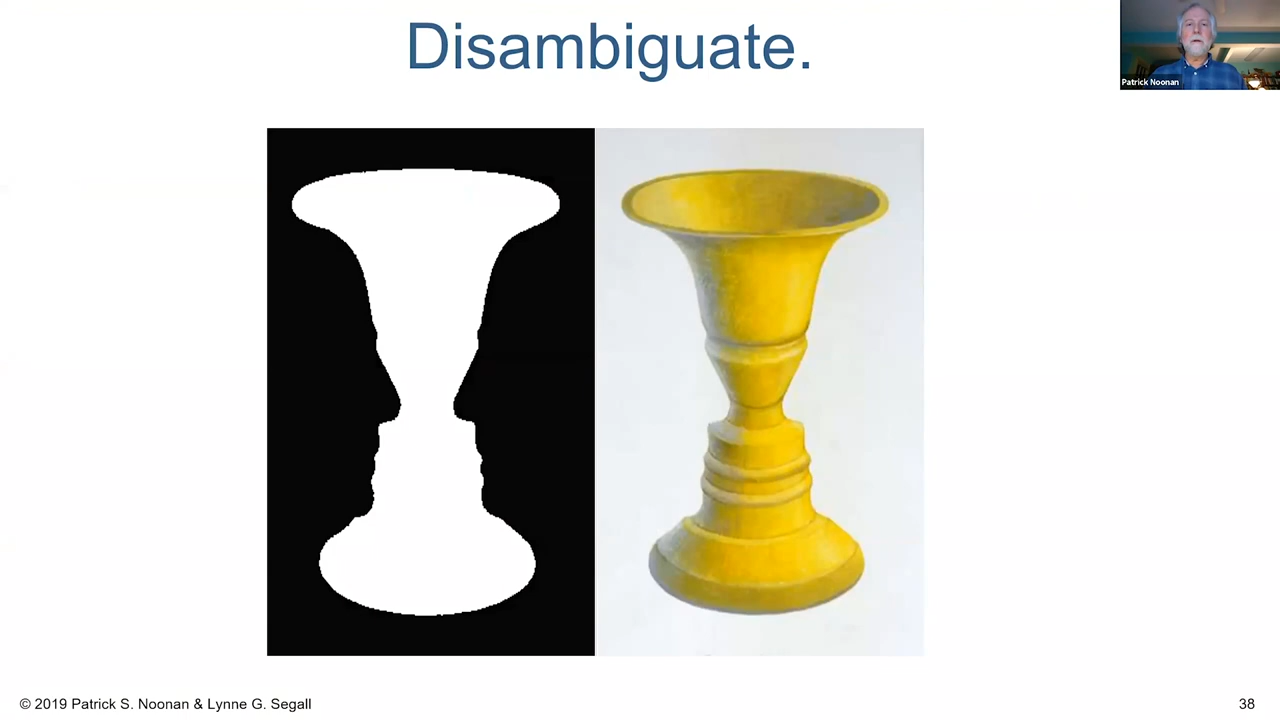 Disambiguate.
Patrick Noonan
© 2019 Patrick S. Noonan & Lynne G. Segall
38